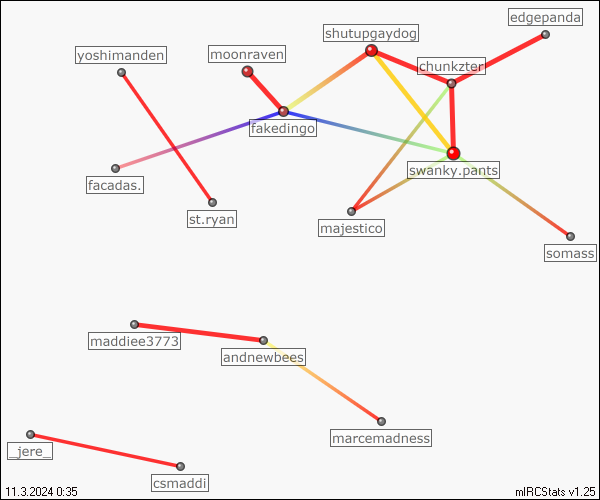 edgepanda
shutupgaydog
yoshimanden
moonraven
chunkzter
fakedingo
swanky.pants
facadas.
st.ryan
majestico
somass
maddiee3773
andnewbees
marcemadness
_jere_
csmaddi
11.3.2024 0:35
mIRCStats v1.25